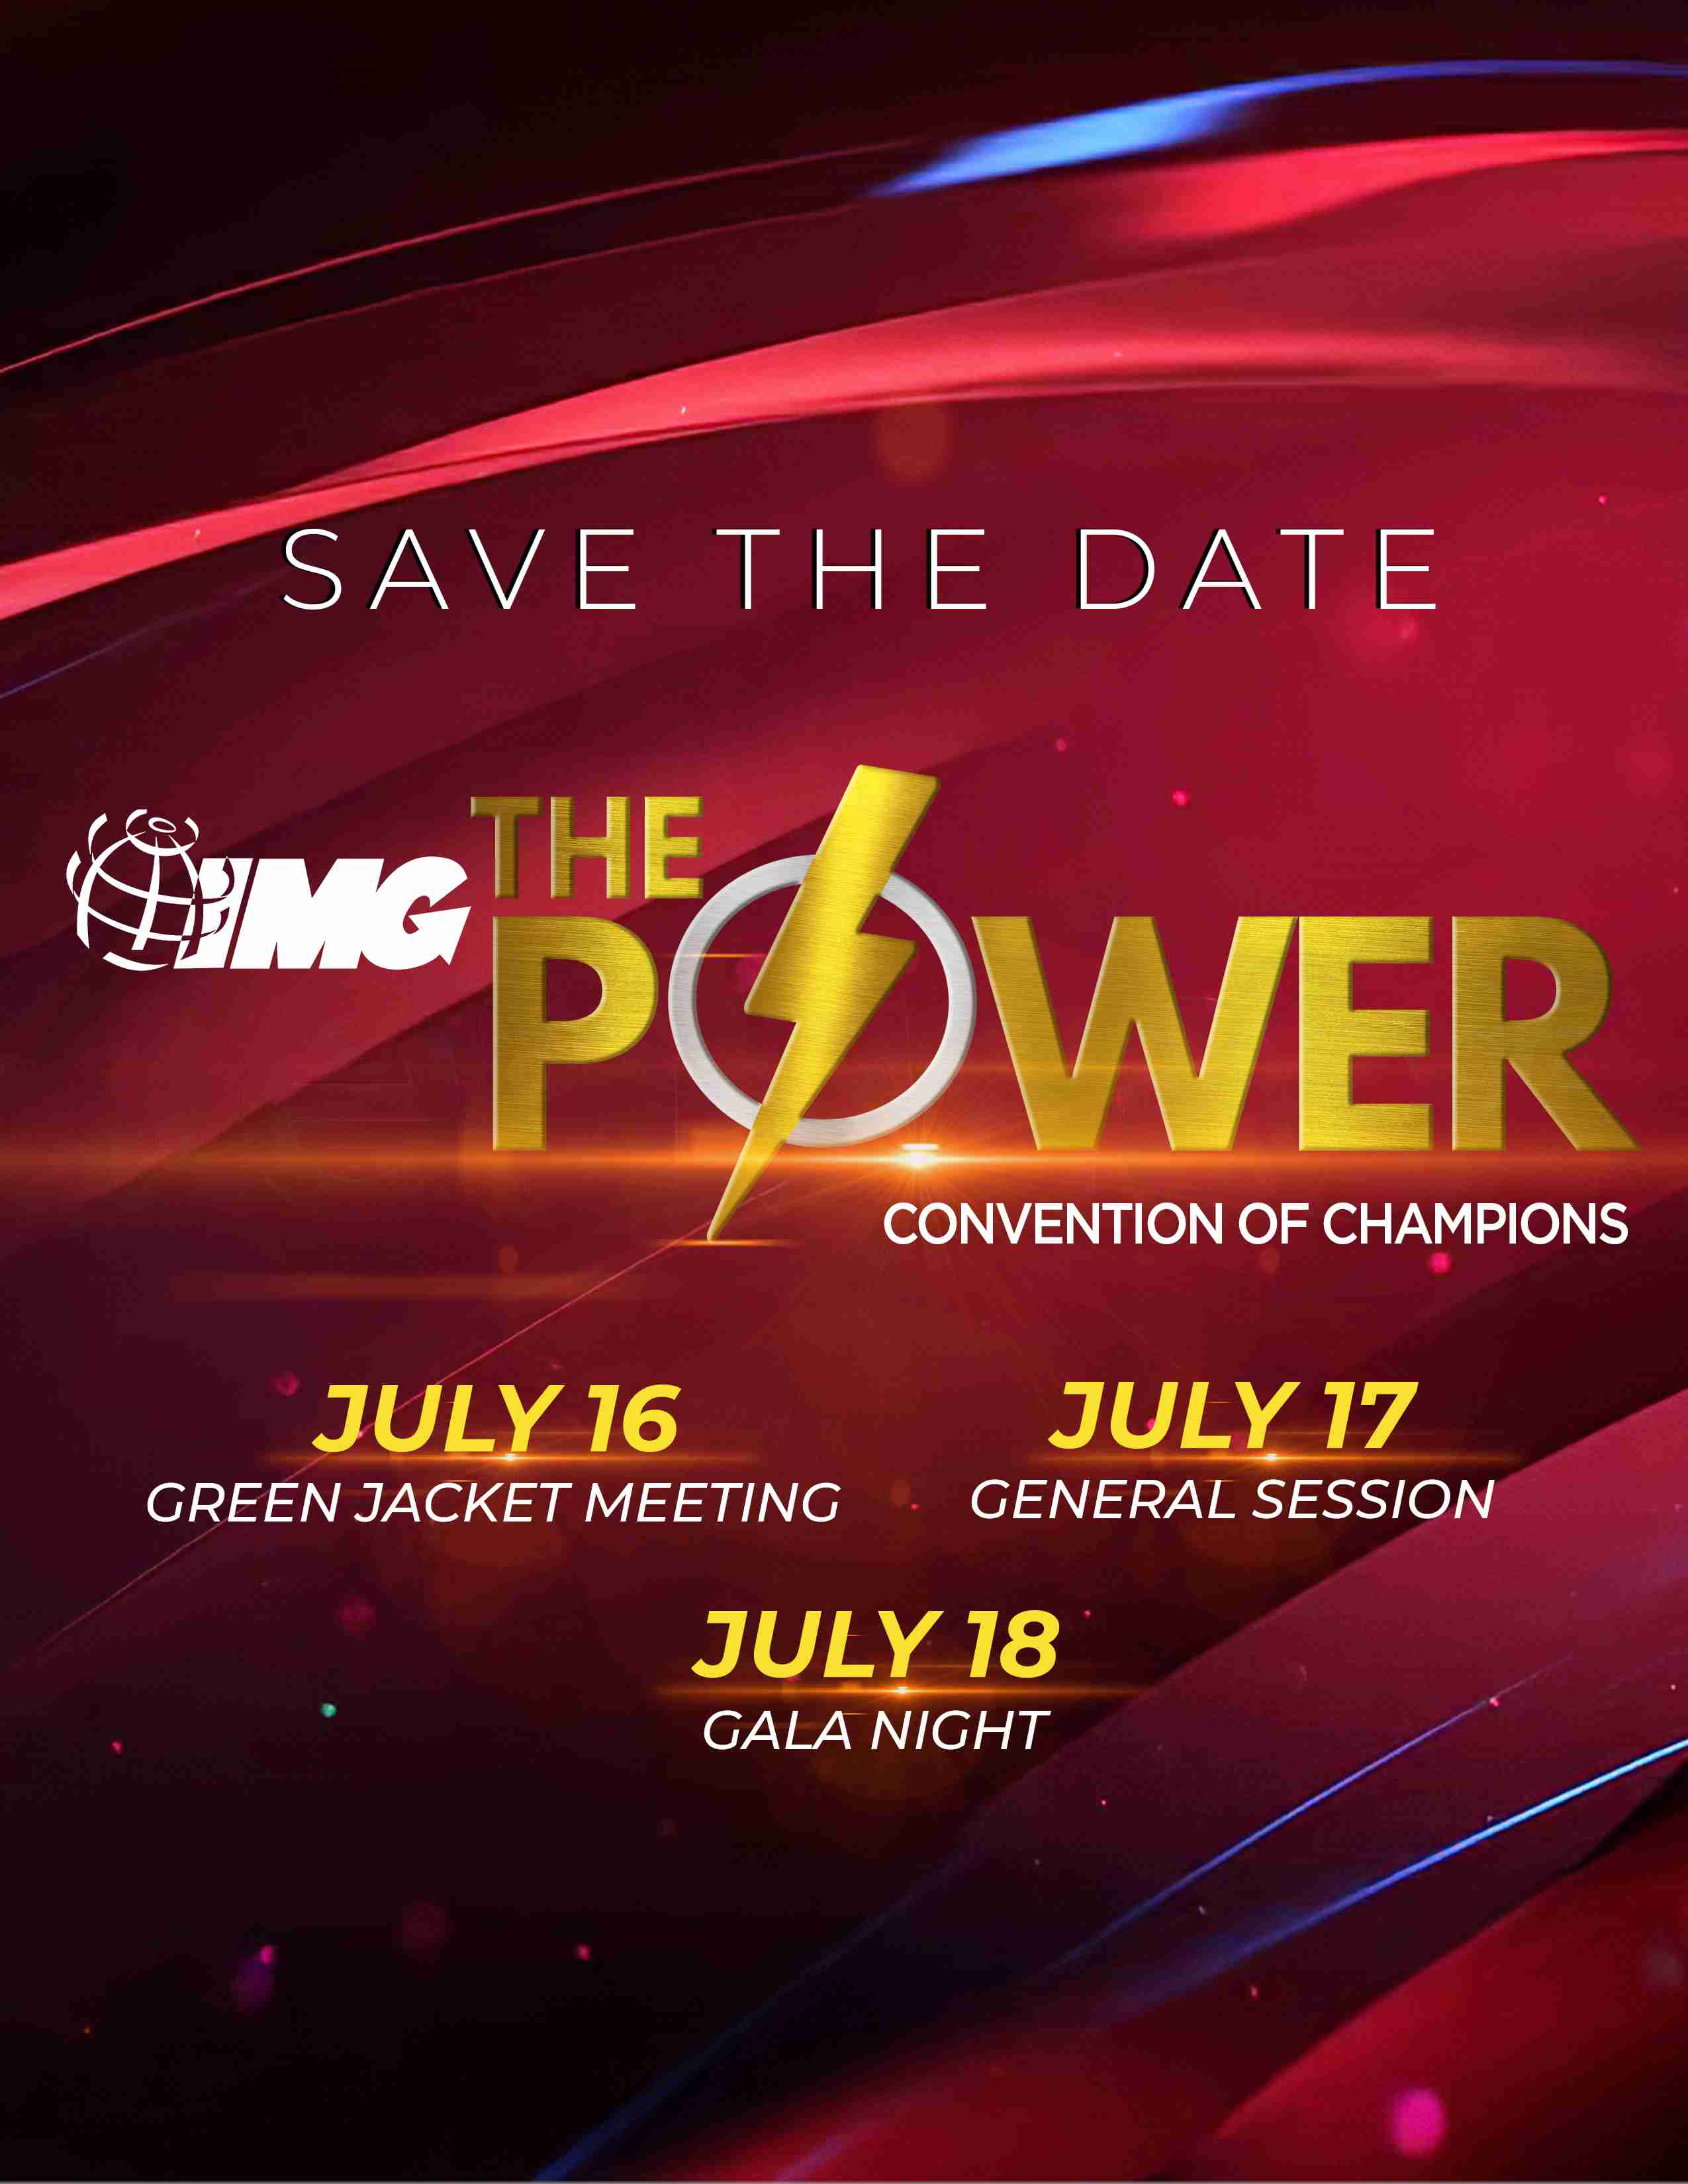 SAVE THE DATE
IMG
THE
POWER
CONVENTION OF CHAMPIONS
JULY 16
GREEN JACKET MEETING
JULY 17
GENERAL SESSION
JULY 18
GALA NIGHT